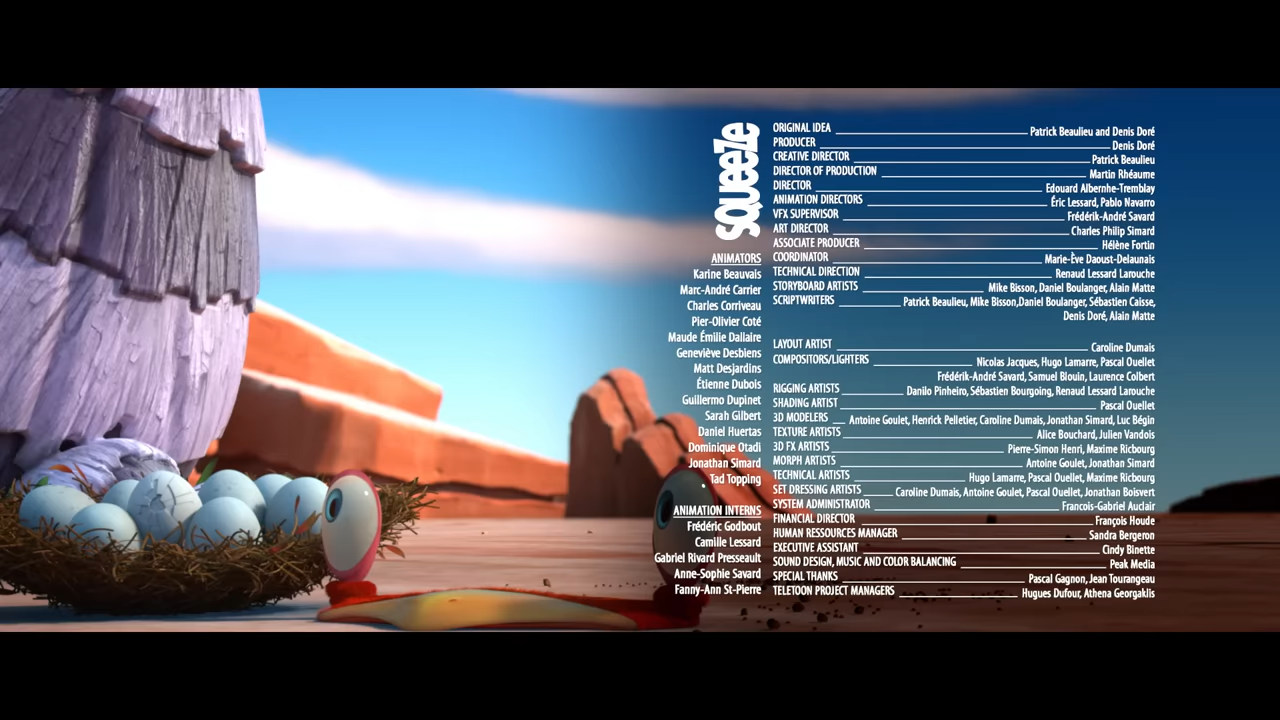 squeeze
ANIMATORS
Karine Beauvais
Marc-André Carrier
Charles Corriveau
Pier-Olivier Coté
Maude Émilie Dallaire
Geneviève Desbiens
Matt Desjardins
Étienne Dubois
Guillermo Dupinet
Sarah Gilbert
Daniel Huertas
Dominique Otadi
Jonathan Simard
Tad Topping
ANIMATION INTERNS
Frédéric Godbout
Camille Lessard
Gabriel Rivard Presseault
Anne-Sophie Savard
Fanny-Ann St-Pierre
ORIGINAL IDEA Patrick Beaulieu and Denis Doré
PRODUCER Denis Doré
CREATIVE DIRECTOR Patrick Beaulieu
DIRECTOR OF PRODUCTION Martin Rhéaume
DIRECTOR Edouard Albernhe-Tremblay
ANIMATION DIRECTORS Éric Lessard, Pablo Navarro
VFX SUPERVISOR Frédérik-André Savard
ART DIRECTOR Charles Philip Simard
ASSOCIATE PRODUCER Hélène Fortin
COORDINATOR Marie-Ève Daoust-Delaunais
TECHNICAL DIRECTION Renaud Lessard Larouche
STORYBOARD ARTISTS Mike Bisson, Daniel Boulanger, Alain Matte
SCRIPTWRITERS Patrick Beaulieu, Mike Bisson,Daniel Boulanger, Sébastien Caisse,
Denis Doré, Alain Matte
LAYOUT ARTIST Caroline Dumais
COMPOSITORS/LIGHTERS Nicolas Jacques, Hugo Lamarre, Pascal Ouellet
Frédérik-André Savard, Samuel Blouin, Laurence Colbert
RIGGING ARTISTS Danilo Pinheiro, Sébastien Bourgoing, Renaud Lessard Larouche
SHADING ARTIST Pascal Ouellet
3D MODELERS Antoine Goulet, Henrick Pelletier, Caroline Dumais, Jonathan Simard, Luc Bégin
TEXTURE ARTISTS Alice Bouchard, Julien Vandois
3D FX ARTISTS Pierre-Simon Henri, Maxime Ricbourg
MORPH ARTISTS Antoine Goulet, Jonathan Simard
TECHNICAL ARTISTS Hugo Lamarre, Pascal Ouellet, Maxime Ricbourg
SET DRESSING ARTISTS Caroline Dumais, Antoine Goulet, Pascal Ouellet, Jonathan Boisvert
SYSTEM ADMINISTRATOR Francois-Gabriel Auclair
FINANCIAL DIRECTOR François Houde
HUMAN RESSOURCES MANAGER Sandra Bergeron
EXECUTIVE ASSISTANT Cindy Binette
SOUND DESIGN, MUSIC AND COLOR BALANCING Peak Media
SPECIAL THANKS Pascal Gagnon, Jean Tourangeau
TELETOON PROJECT MANAGERS Hugues Dufour, Athena Georgaklis